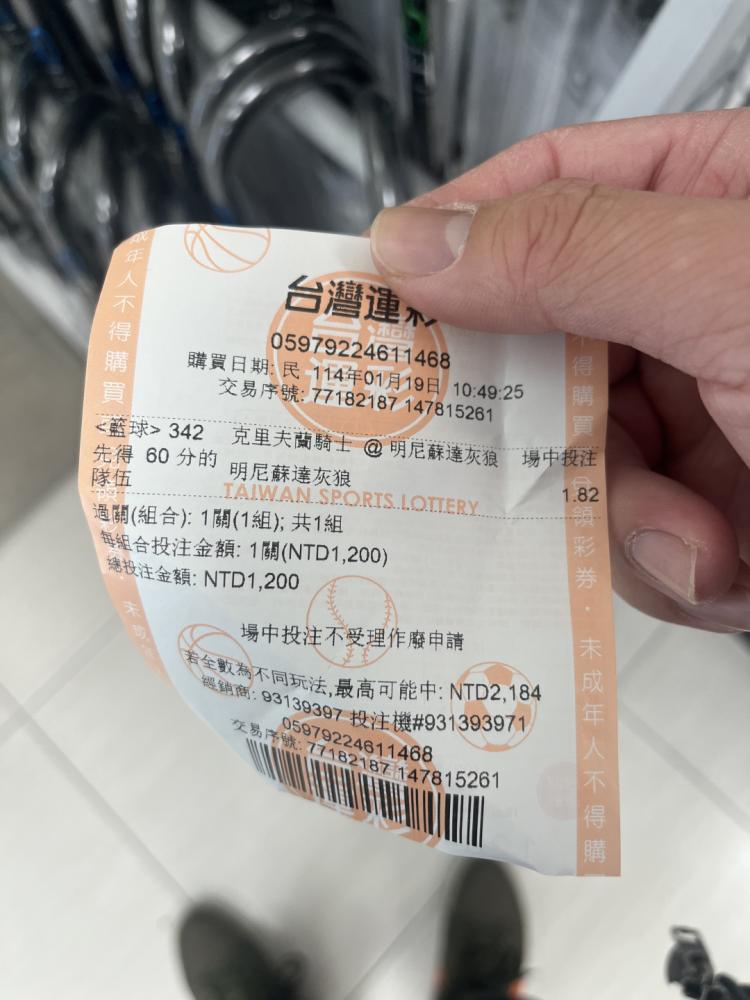 台灣運彩
05979224611468
購買日期: 民 114年01月19日 10:49:25
交易序號: 77182187 147815261
<籃球> 342 克里夫蘭騎士 @ 明尼蘇達灰狼 場中投注
先得 60 分的 明尼蘇達灰狼 1.82
隊伍
TAIWAN SPORTS LOTTERY
過關(組合): 1關(1組); 共1組
每組合投注金額: 1關(NTD1,200)
總投注金額: NTD1,200
場中投注不受理作廢申請
若全數為不同玩法,最高可能中: NTD2,184
經銷商: 93139397 投注機#931393971
05979224611468
交易序號: 77182187 147815261
成年人不得購買
未成
不得購買
領彩券・未成年人不得購